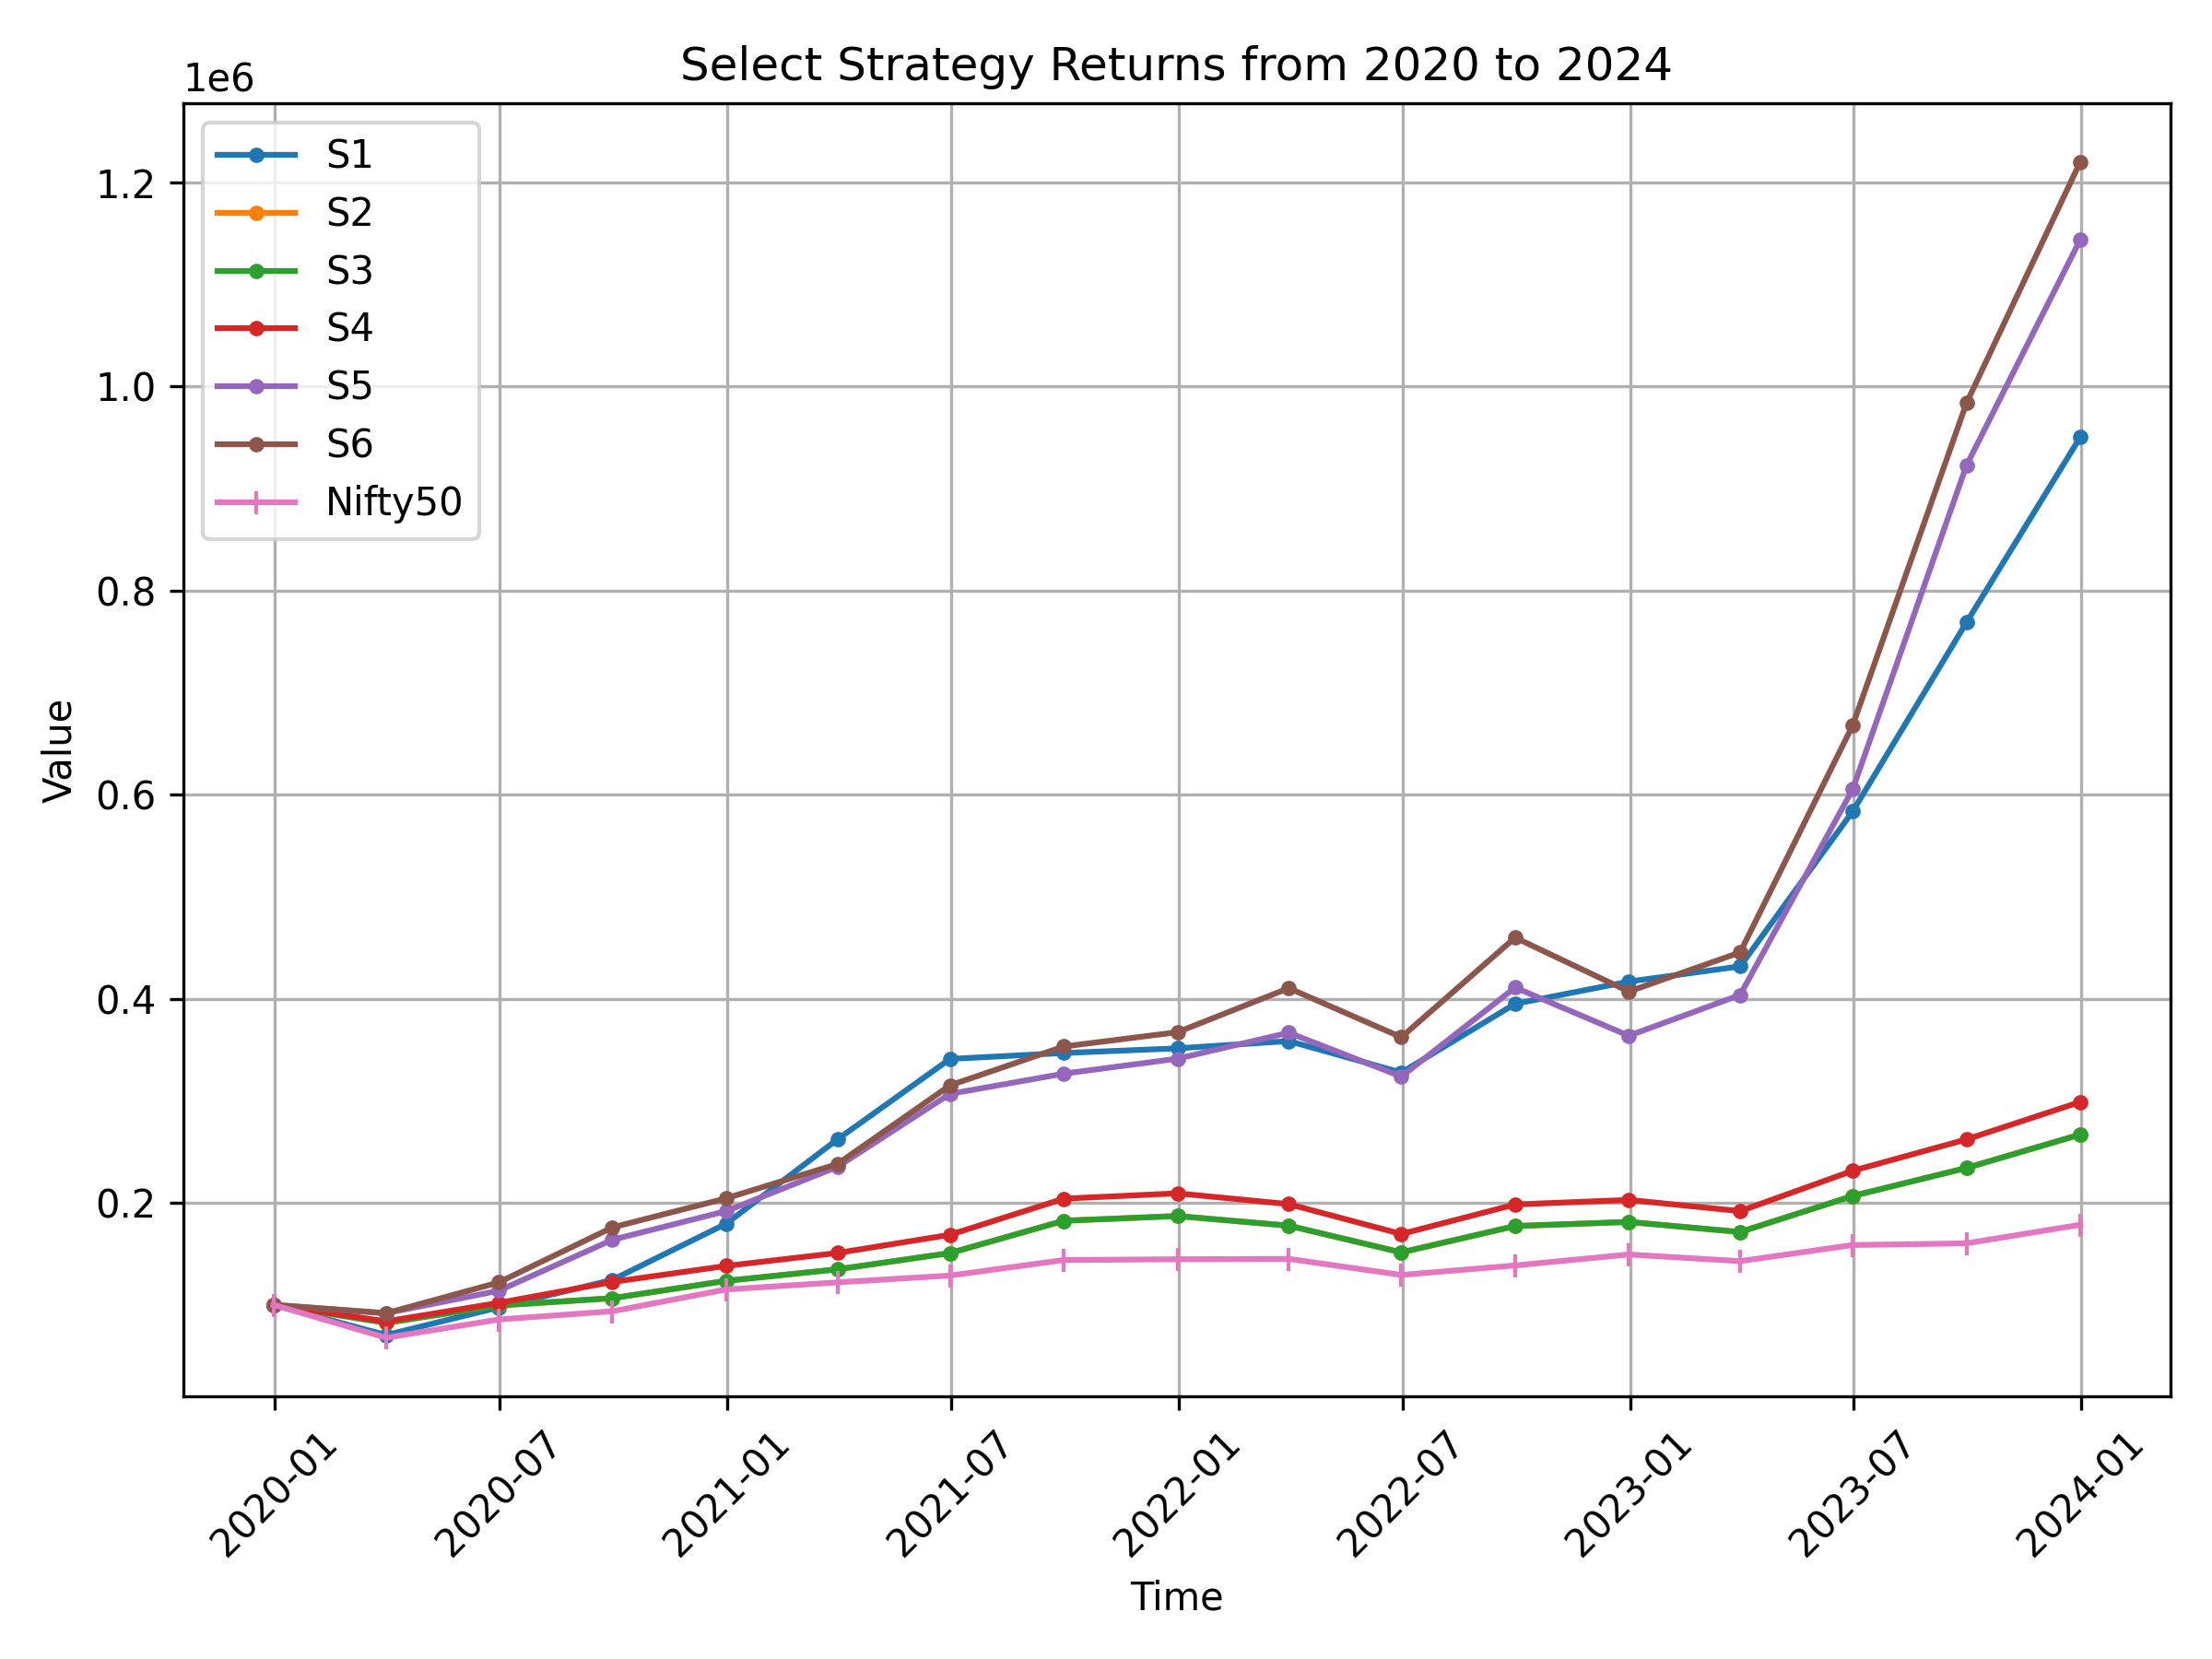 Select Strategy Returns from 2020 to 2024
1e6
1.2
1.0
0.8
0.6
0.4
0.2
Value
S1
S2
S3
S4
S5
S6
Nifty50
2020-01
2020-07
2021-01
2021-07
2022-01
2022-07
2023-01
2023-07
2024-01
Time